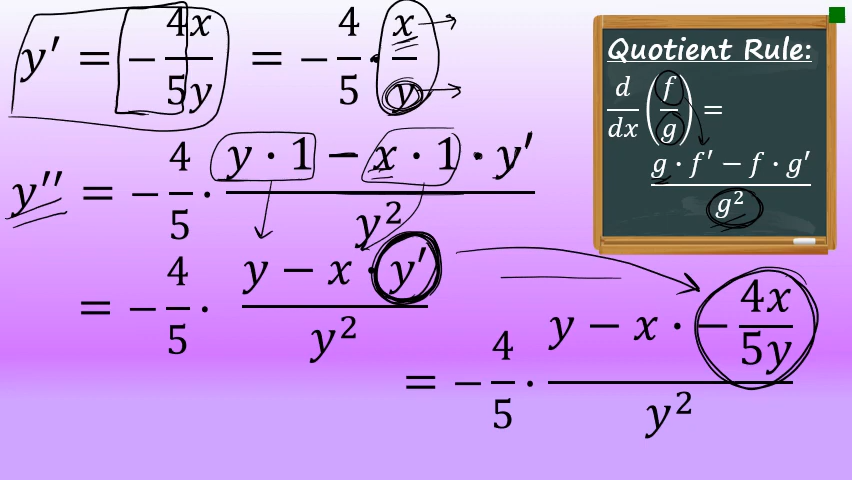 y′ = −4x/5y = −4/5 · x/y
Quotient Rule:
d/dx (f/g) =
g · f′ − f · g′ / g²
y′′ = −4/5 · y · 1 − x · 1 · y′ / y²
= −4/5 · y − x · y′ / y²
= −4/5 · y − x · −4x/5y / y²